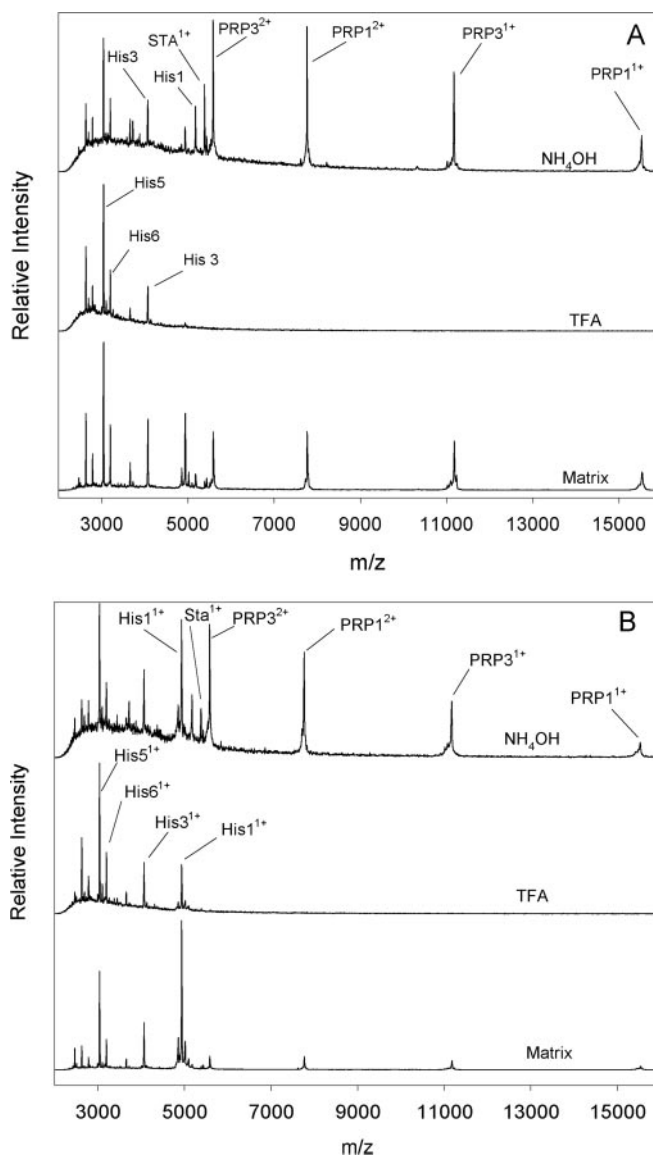 A
PRP3²⁺
PRP1²⁺
STA¹⁺
PRP3¹⁺
His3
His1
PRP1¹⁺
NH₄OH
His5
His6
His 3
TFA
Matrix
Relative Intensity
3000 5000 7000 9000 11000 13000 15000
m/z
B
Sta¹⁺
His1¹⁺
PRP3²⁺
PRP1²⁺
PRP3¹⁺
PRP1¹⁺
NH₄OH
His5¹⁺
His6¹⁺
His3¹⁺
His1¹⁺
TFA
Matrix
Relative Intensity
3000 5000 7000 9000 11000 13000 15000
m/z